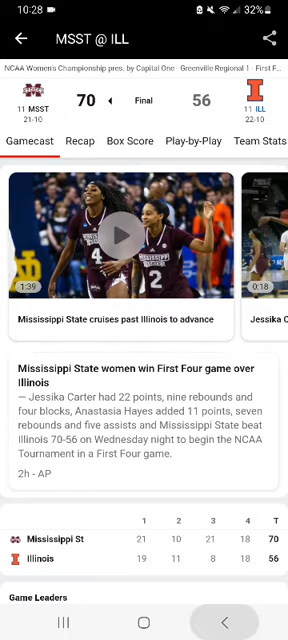 10:28
32%
MSST @ ILL
NCAA Women's Championship pres. by Capital One · Greenville Regional 1 · First F...
11 MSST
21-10
70
Final
56
11 ILL
22-10
Gamecast Recap Box Score Play-by-Play Team Stats
4
2
1:39
0:18
Mississippi State cruises past Illinois to advance
Jessika C
Mississippi State women win First Four game over
Illinois
— Jessika Carter had 22 points, nine rebounds and
four blocks, Anastasia Hayes added 11 points, seven
rebounds and five assists and Mississippi State beat
Illinois 70-56 on Wednesday night to begin the NCAA
Tournament in a First Four game.
2h - AP
1 2 3 4 T
Mississippi St 21 10 21 18 70
Illinois 19 11 8 18 56
Game Leaders